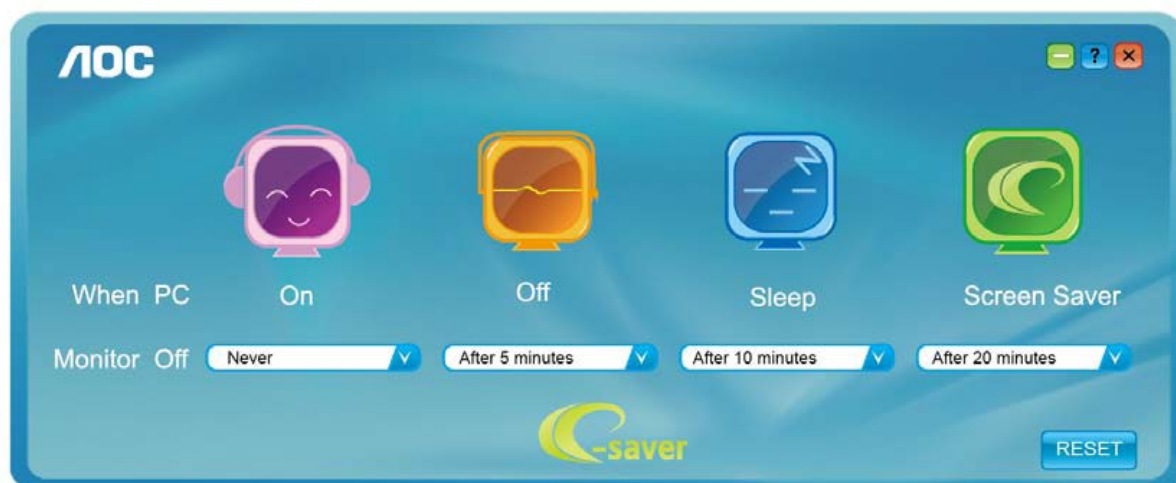 AOC
?
When PC On Off Sleep Screen Saver
Monitor Off Never After 5 minutes After 10 minutes After 20 minutes
e-saver
RESET